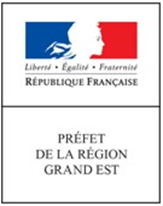 Liberté • Égalité • Fraternité
RÉPUBLIQUE FRANÇAISE
PRÉFET
DE LA RÉGION
GRAND EST